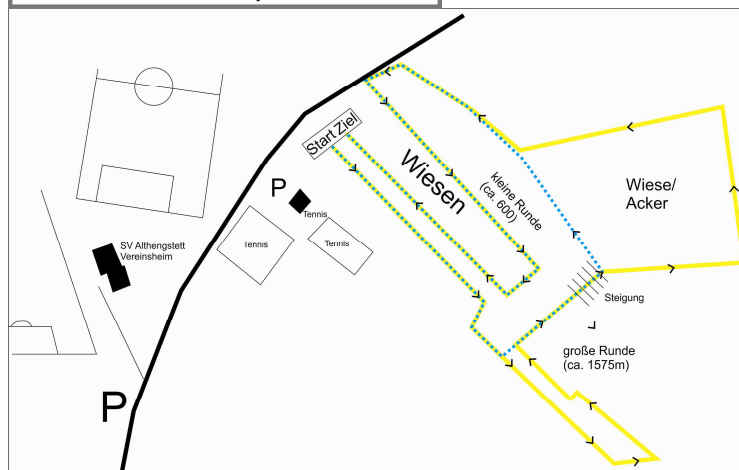 Start Ziel
P
Wiesen
kleine Runde
(ca. 600)
Wiese/
Acker
Tennis
Tennis
Tennis
SV Althengstett
Vereinsheim
Steigung
große Runde
(ca. 1575m)
P